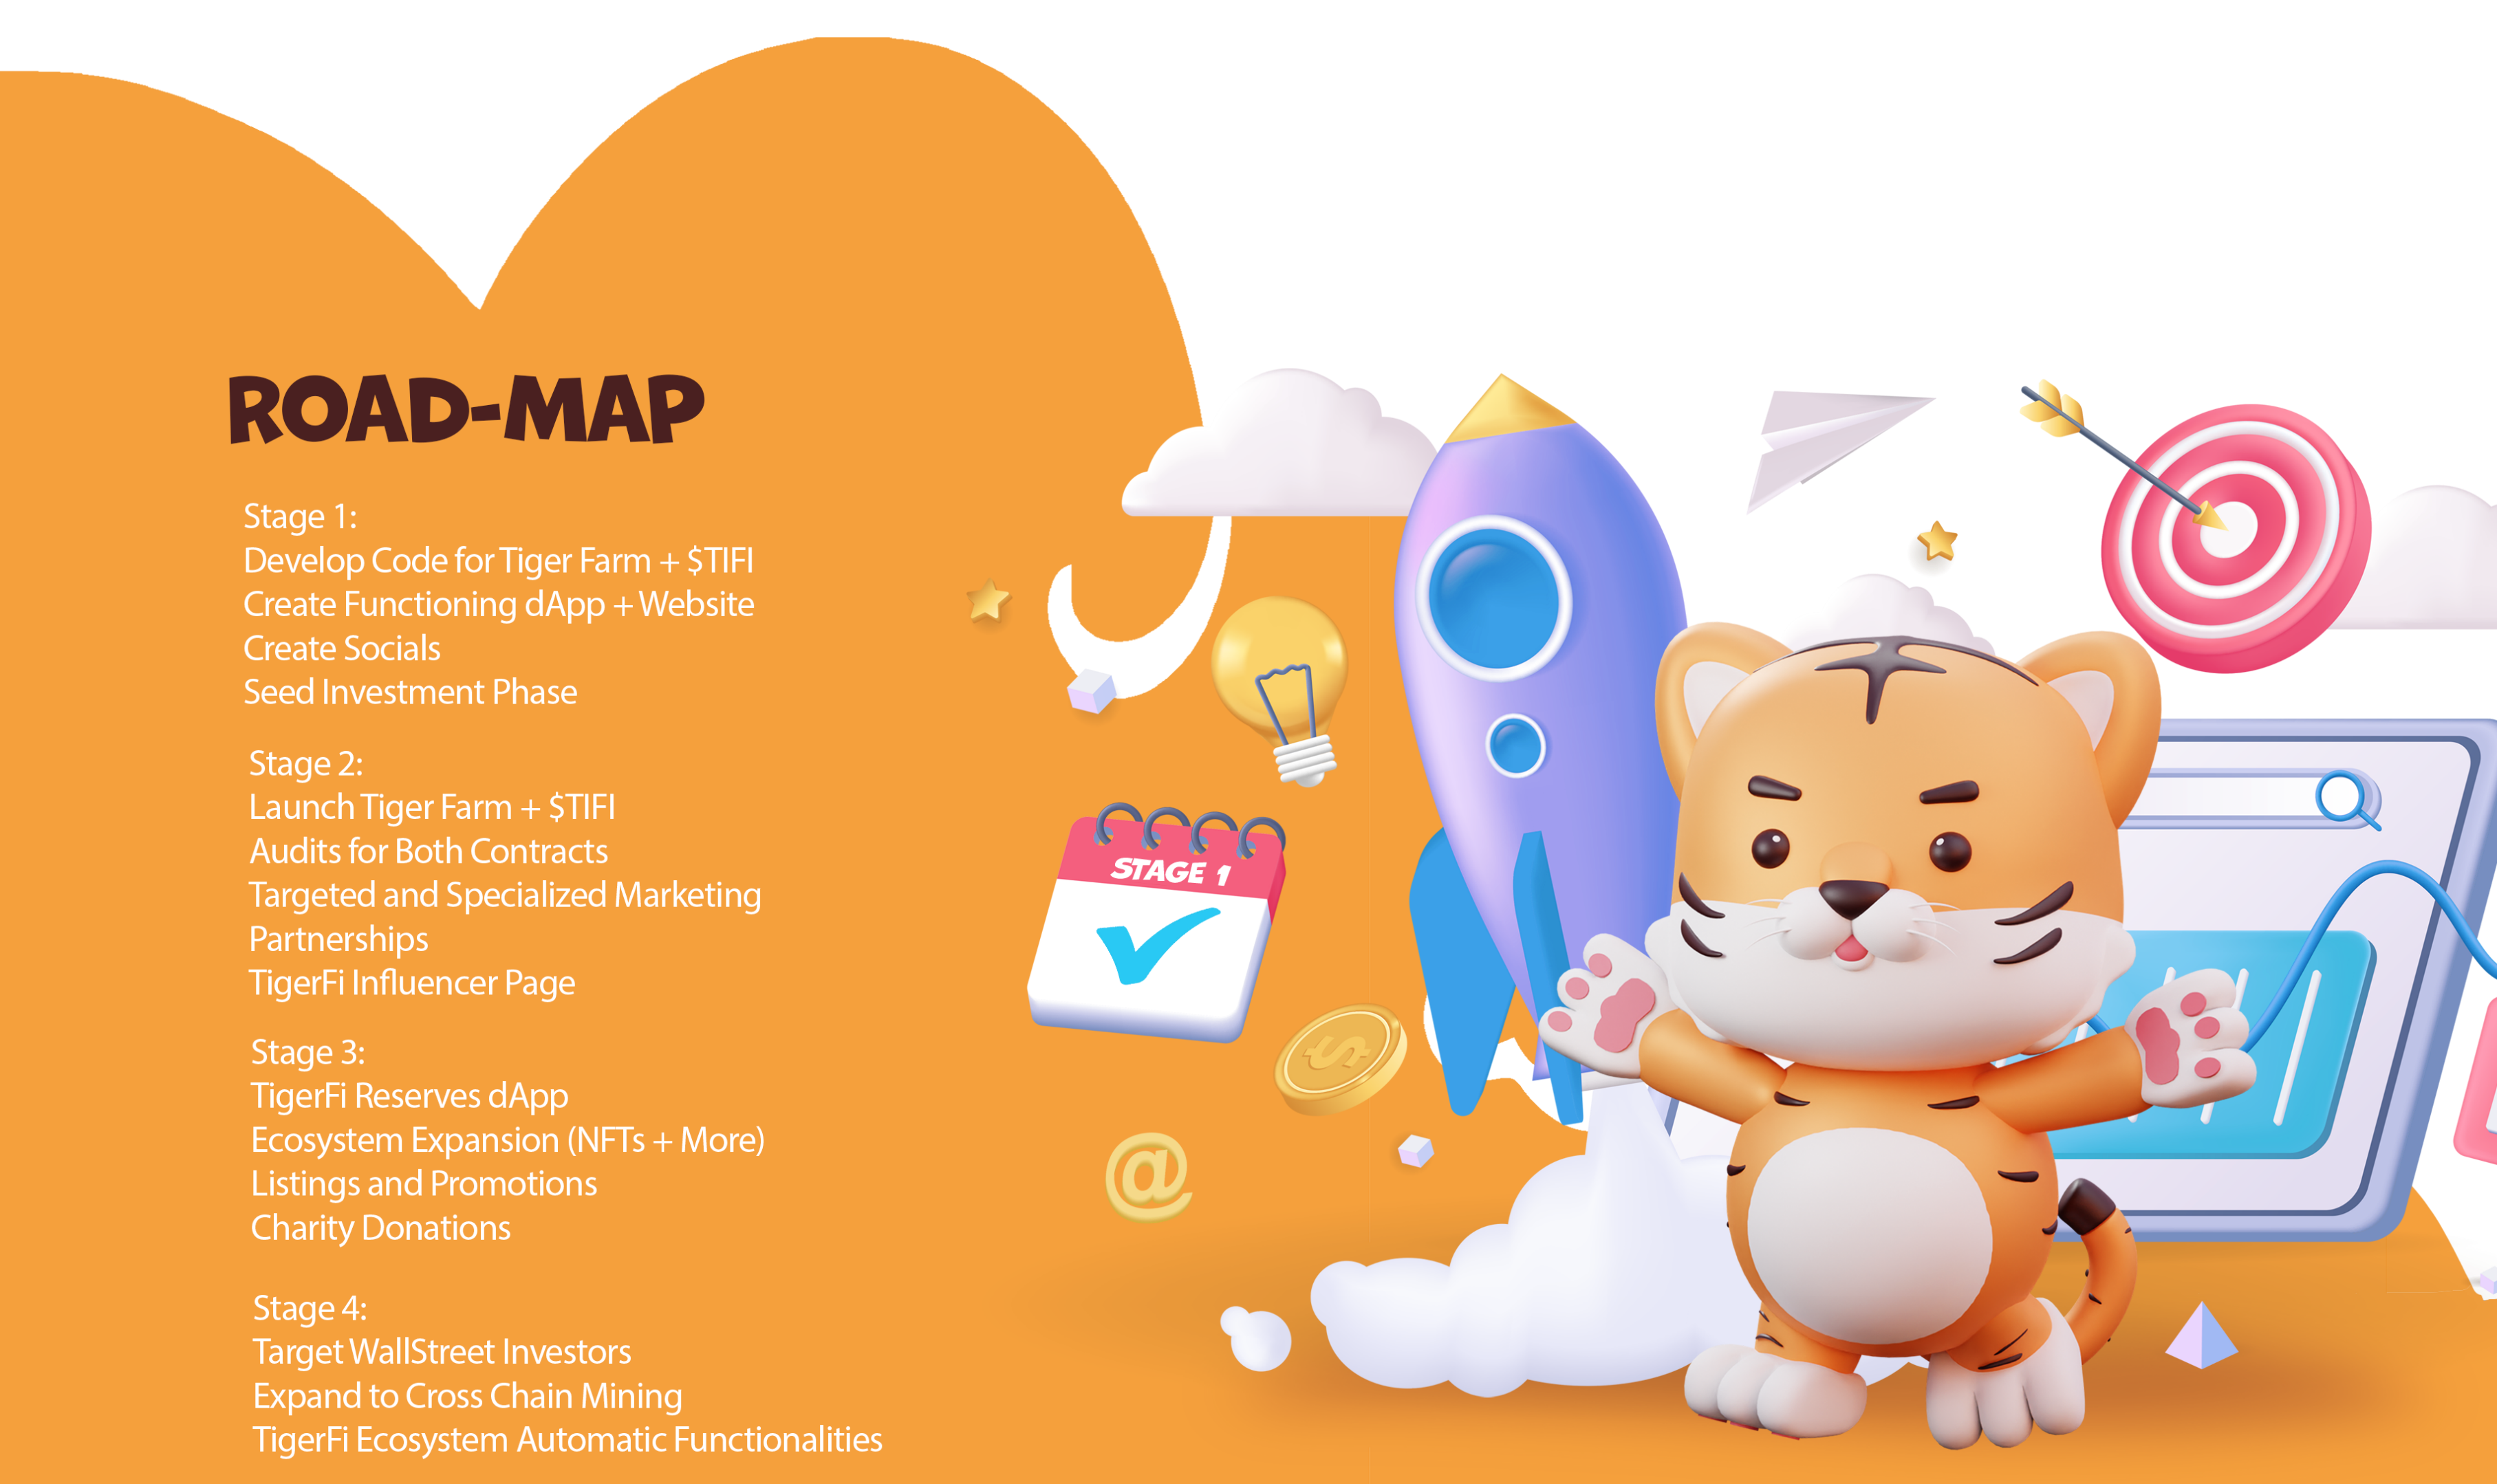 ROAD-MAP
Stage 1:
Develop Code for Tiger Farm + $TIFI
Create Functioning dApp + Website
Create Socials
Seed Investment Phase
Stage 2:
Launch Tiger Farm + $TIFI
Audits for Both Contracts
Targeted and Specialized Marketing
Partnerships
TigerFi Influencer Page
Stage 3:
TigerFi Reserves dApp
Ecosystem Expansion (NFTs + More)
Listings and Promotions
Charity Donations
Stage 4:
Target WallStreet Investors
Expand to Cross Chain Mining
TigerFi Ecosystem Automatic Functionalities
STAGE 1
$
@